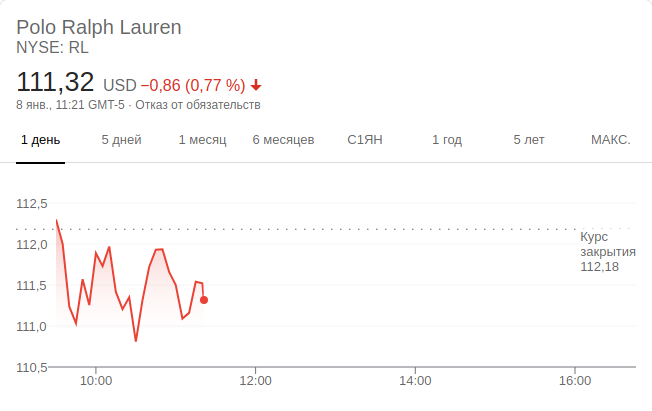 Polo Ralph Lauren
NYSE: RL
111,32 USD −0,86 (0,77 %)
8 янв., 11:21 GMT-5 · Отказ от обязательств
1 день 5 дней 1 месяц 6 месяцев С1ЯН 1 год 5 лет МАКС.
112,5
112,0
111,5
111,0
110,5
Курс
закрытия
112,18
10:00 12:00 14:00 16:00